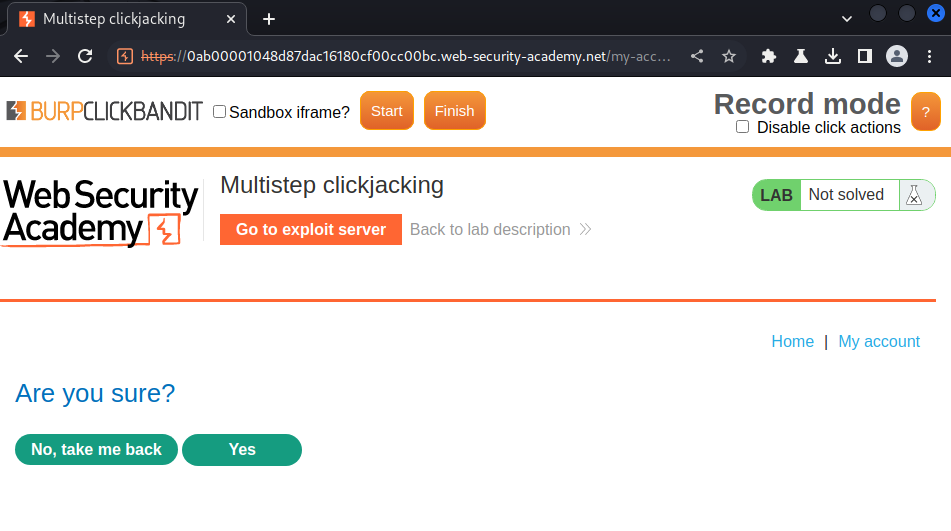 Multistep clickjacking
https://0ab00001048d87dac16180cf00cc00bc.web-security-academy.net/my-acc...
BURPCLICKBANDIT Sandbox iframe? Start Finish Record mode ?
Disable click actions
Web Security Academy
Multistep clickjacking
LAB Not solved
Go to exploit server Back to lab description
Home | My account
Are you sure?
No, take me back Yes